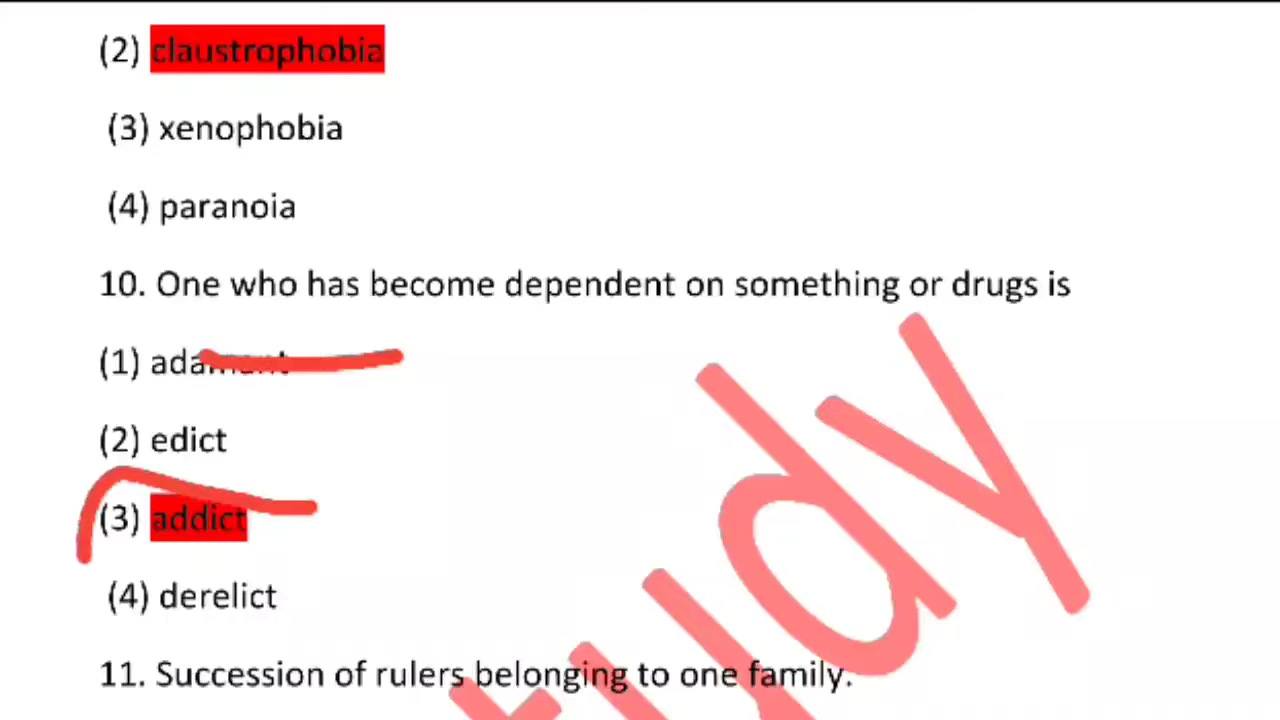 (2) claustrophobia
(3) xenophobia
(4) paranoia
10. One who has become dependent on something or drugs is
(1) adamant
(2) edict
(3) addict
(4) derelict
11. Succession of rulers belonging to one family.